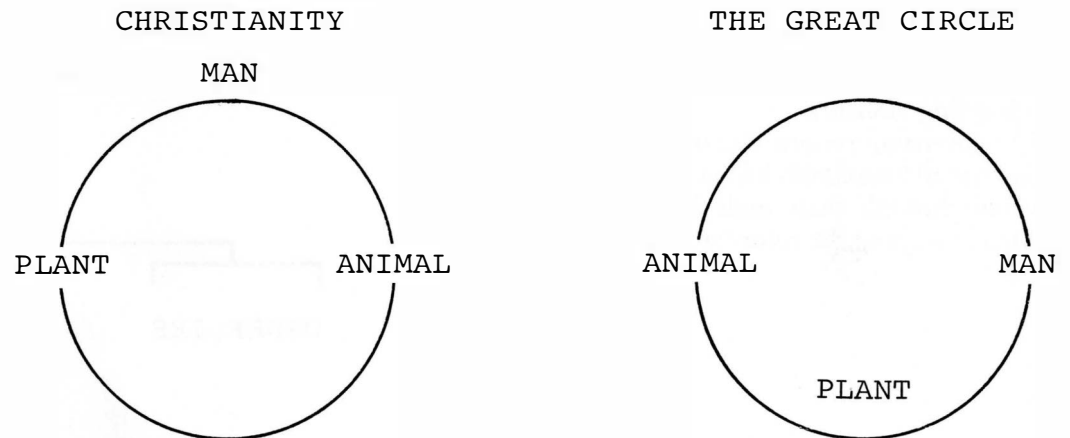 CHRISTIANITY
MAN
PLANT
ANIMAL
THE GREAT CIRCLE
ANIMAL
MAN
PLANT